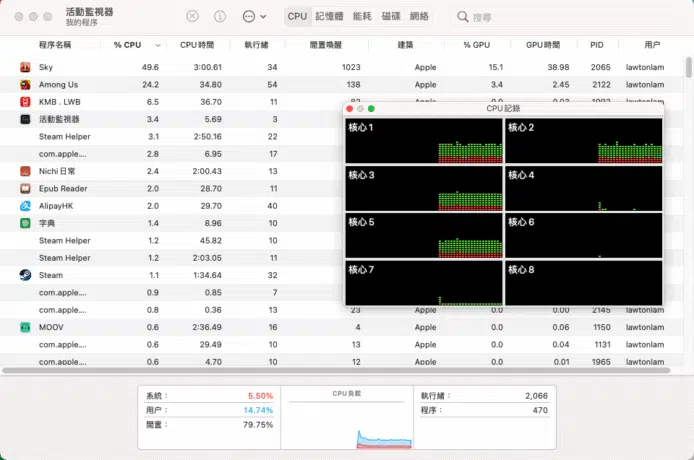 活動監視器
我的程序
CPU 記憶體 能耗 磁碟 網絡
搜尋
程序名稱 % CPU CPU 時間 執行緒 閒置喚醒 建築 % GPU GPU 時間 PID 用戶
Sky 49.6 3:00.61 34 1023 Apple 15.1 38.98 2065 lawtonlam
Among Us 24.2 34.80 54 138 Apple 3.4 2.45 2122 lawtonlam
KMB . LWB 6.5 36.70 11
活動監視器 3.4 5.69 3
Steam Helper 3.1 2:50.16 22
com.apple.... 2.8 6.95 17
Nichi 日常 2.4 2:00.43 13
Epub Reader 2.0 28.70 11
AlipayHK 2.0 29.70 40
字典 1.4 8.96 10
Steam Helper 1.2 45.82 10
Steam Helper 1.2 2:03.05 11
Steam 1.1 1:34.64 32
com.apple.... 0.9 0.85 7
com.apple.... 0.8 0.36 13 23 Apple 0.0 0.00 2145 lawtonlam
MOOV 0.6 2:36.49 16 4 Apple 0.0 0.06 1150 lawtonlam
com.apple.... 0.6 29.49 10 13 Apple 0.0 0.04 1131 lawtonlam
com.apple.... 0.6 4.70 10 12 Apple 0.0 0.01 1965 lawtonlam
CPU 記錄
核心 1 核心 2
核心 3 核心 4
核心 5 核心 6
核心 7 核心 8
系統： 5.50% CPU 負載 執行緒： 2,066
用戶： 14.74% 程序： 470
閒置： 79.75%